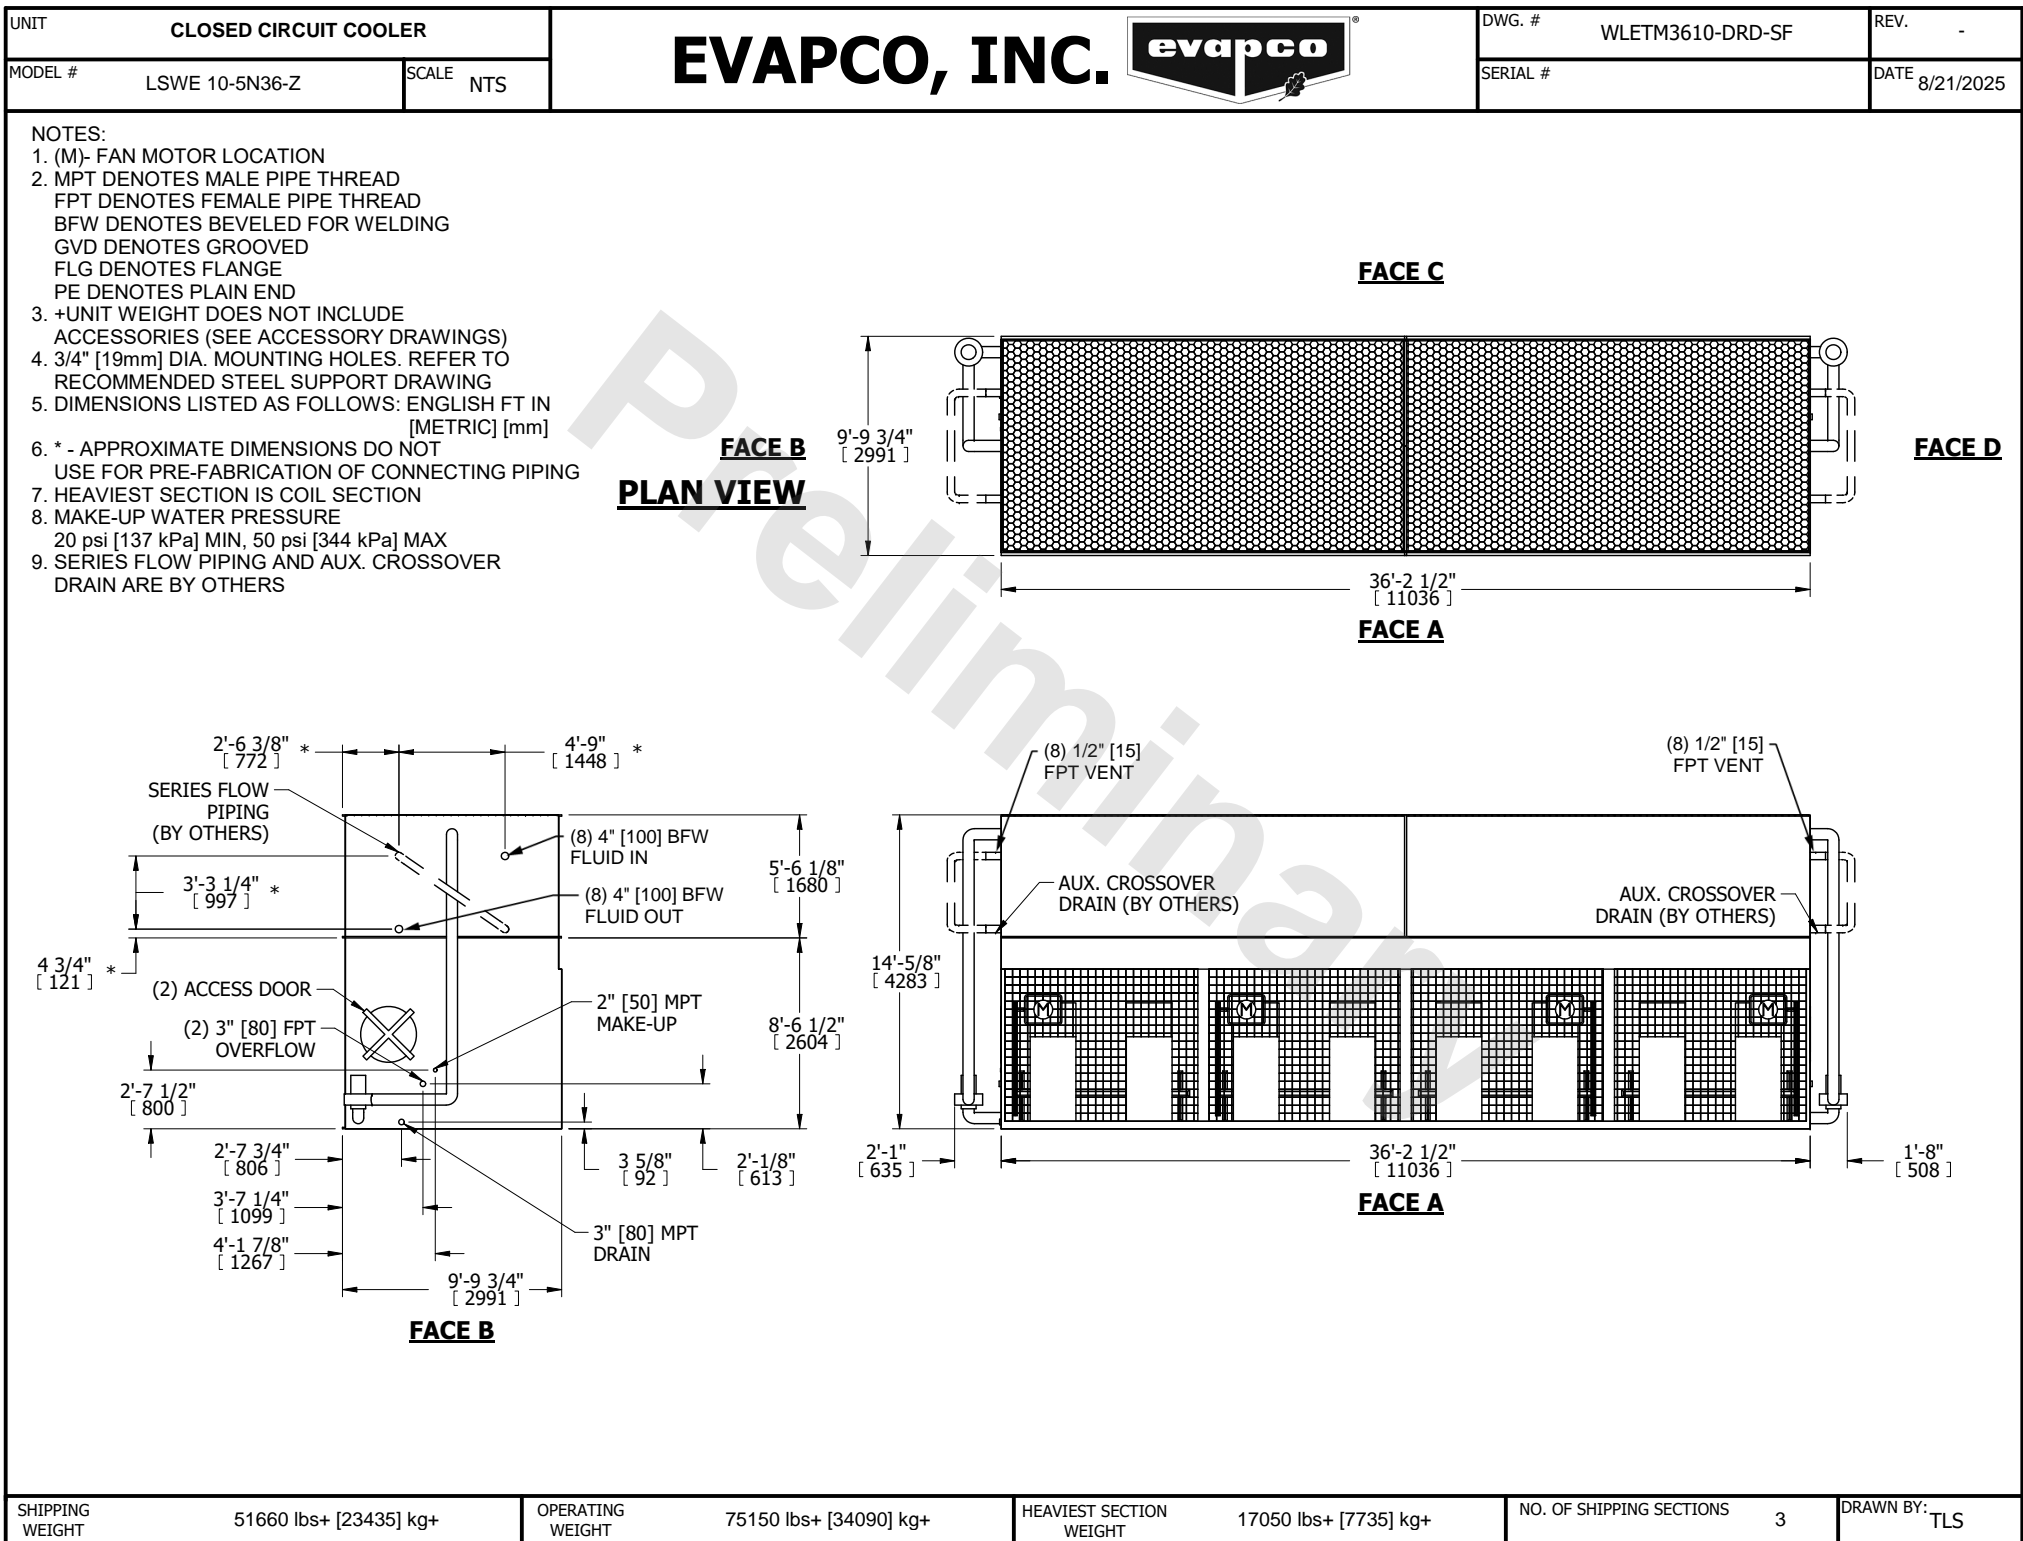 UNIT
CLOSED CIRCUIT COOLER
MODEL #
LSWE 10-5N36-Z
SCALE
NTS
EVAPCO, INC.
evapco
®
DWG. #
WLETM3610-DRD-SF
REV.
-
SERIAL #
DATE
8/21/2025
NOTES:
1. (M)- FAN MOTOR LOCATION
2. MPT DENOTES MALE PIPE THREAD
FPT DENOTES FEMALE PIPE THREAD
BFW DENOTES BEVELED FOR WELDING
GVD DENOTES GROOVED
FLG DENOTES FLANGE
PE DENOTES PLAIN END
3. +UNIT WEIGHT DOES NOT INCLUDE
ACCESSORIES (SEE ACCESSORY DRAWINGS)
4. 3/4" [19mm] DIA. MOUNTING HOLES. REFER TO
RECOMMENDED STEEL SUPPORT DRAWING
5. DIMENSIONS LISTED AS FOLLOWS: ENGLISH FT IN
[METRIC] [mm]
6. * - APPROXIMATE DIMENSIONS DO NOT
USE FOR PRE-FABRICATION OF CONNECTING PIPING
7. HEAVIEST SECTION IS COIL SECTION
8. MAKE-UP WATER PRESSURE
20 psi [137 kPa] MIN, 50 psi [344 kPa] MAX
9. SERIES FLOW PIPING AND AUX. CROSSOVER
DRAIN ARE BY OTHERS
Preliminary
FACE C
FACE B
PLAN VIEW
9'-9 3/4"
[ 2991 ]
FACE D
36'-2 1/2"
[ 11036 ]
FACE A
2'-6 3/8" *
[ 772 ]
4'-9" *
[ 1448 ]
SERIES FLOW
PIPING
(BY OTHERS)
(8) 4" [100] BFW
FLUID IN
3'-3 1/4" *
[ 997 ]
(8) 4" [100] BFW
FLUID OUT
5'-6 1/8"
[ 1680 ]
4 3/4" *
[ 121 ]
(2) ACCESS DOOR
(2) 3" [80] FPT
OVERFLOW
2" [50] MPT
MAKE-UP
8'-6 1/2"
[ 2604 ]
2'-7 1/2"
[ 800 ]
2'-7 3/4"
[ 806 ]
3 5/8"
[ 92 ]
2'-1/8"
[ 613 ]
3'-7 1/4"
[ 1099 ]
4'-1 7/8"
[ 1267 ]
3" [80] MPT
DRAIN
9'-9 3/4"
[ 2991 ]
FACE B
(8) 1/2" [15]
FPT VENT
(8) 1/2" [15]
FPT VENT
AUX. CROSSOVER
DRAIN (BY OTHERS)
AUX. CROSSOVER
DRAIN (BY OTHERS)
14'-5/8"
[ 4283 ]
M
M
M
M
2'-1"
[ 635 ]
36'-2 1/2"
[ 11036 ]
1'-8"
[ 508 ]
FACE A
SHIPPING
WEIGHT
51660 lbs+ [23435] kg+
OPERATING
WEIGHT
75150 lbs+ [34090] kg+
HEAVIEST SECTION
WEIGHT
17050 lbs+ [7735] kg+
NO. OF SHIPPING SECTIONS
3
DRAWN BY:
TLS